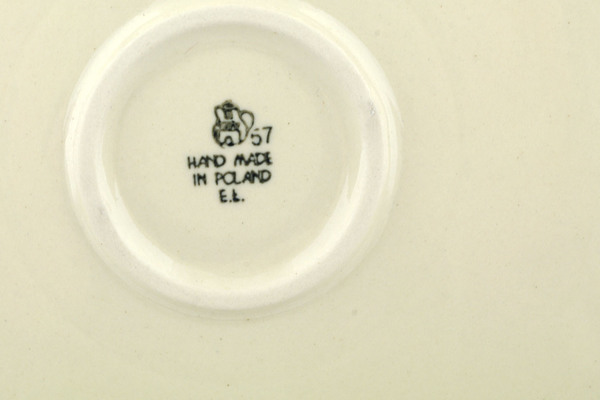 57
HAND MADE
IN POLAND
E.Ł.